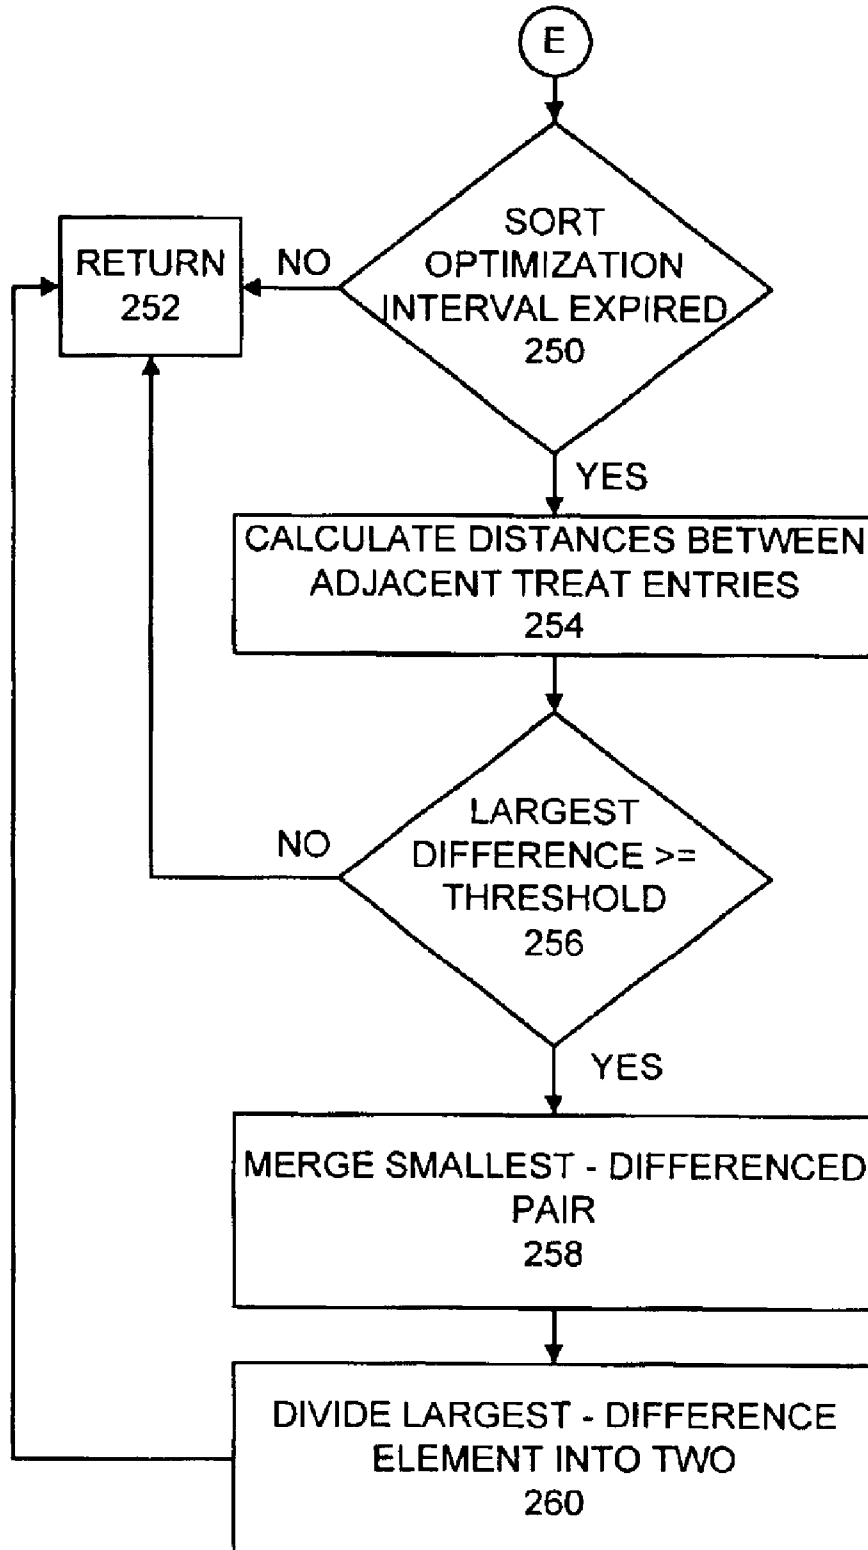 E
SORT
OPTIMIZATION
INTERVAL EXPIRED
250
NO
RETURN
252
YES
CALCULATE DISTANCES BETWEEN
ADJACENT TREAT ENTRIES
254
LARGEST
DIFFERENCE >=
THRESHOLD
256
NO
YES
MERGE SMALLEST - DIFFERENCED
PAIR
258
DIVIDE LARGEST - DIFFERENCE
ELEMENT INTO TWO
260